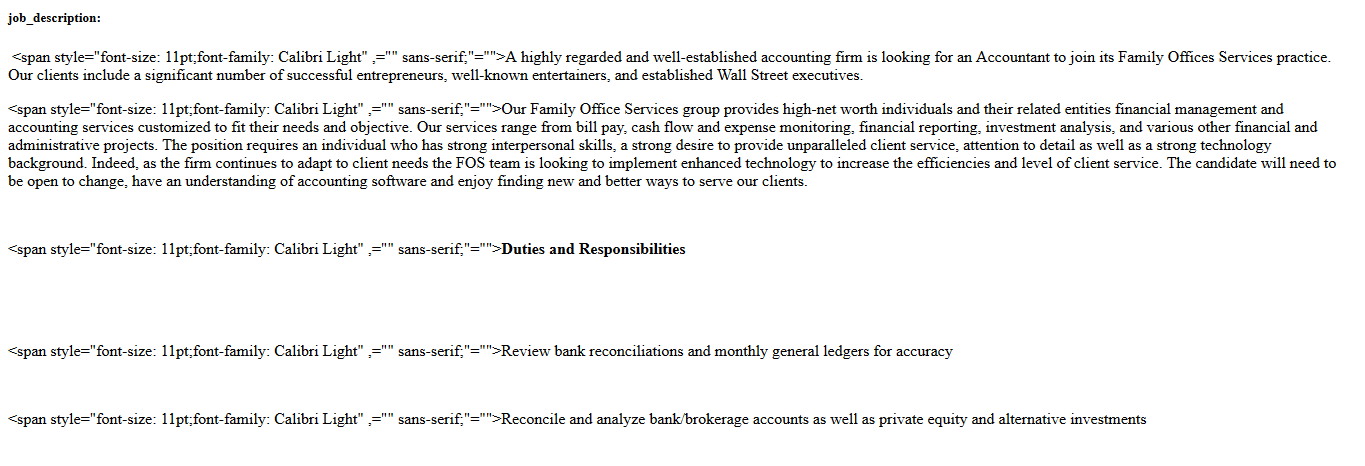 job_description:
<span style="font-size: 11pt;font-family: Calibri Light" ,="" sans-serif;"="">A highly regarded and well-established accounting firm is looking for an Accountant to join its Family Offices Services practice.
Our clients include a significant number of successful entrepreneurs, well-known entertainers, and established Wall Street executives.
<span style="font-size: 11pt;font-family: Calibri Light" ,="" sans-serif;"="">Our Family Office Services group provides high-net worth individuals and their related entities financial management and
accounting services customized to fit their needs and objective. Our services range from bill pay, cash flow and expense monitoring, financial reporting, investment analysis, and various other financial and
administrative projects. The position requires an individual who has strong interpersonal skills, a strong desire to provide unparalleled client service, attention to detail as well as a strong technology
background. Indeed, as the firm continues to adapt to client needs the FOS team is looking to implement enhanced technology to increase the efficiencies and level of client service. The candidate will need to
be open to change, have an understanding of accounting software and enjoy finding new and better ways to serve our clients.
<span style="font-size: 11pt;font-family: Calibri Light" ,="" sans-serif;"="">Duties and Responsibilities
<span style="font-size: 11pt;font-family: Calibri Light" ,="" sans-serif;"="">Review bank reconciliations and monthly general ledgers for accuracy
<span style="font-size: 11pt;font-family: Calibri Light" ,="" sans-serif;"="">Reconcile and analyze bank/brokerage accounts as well as private equity and alternative investments